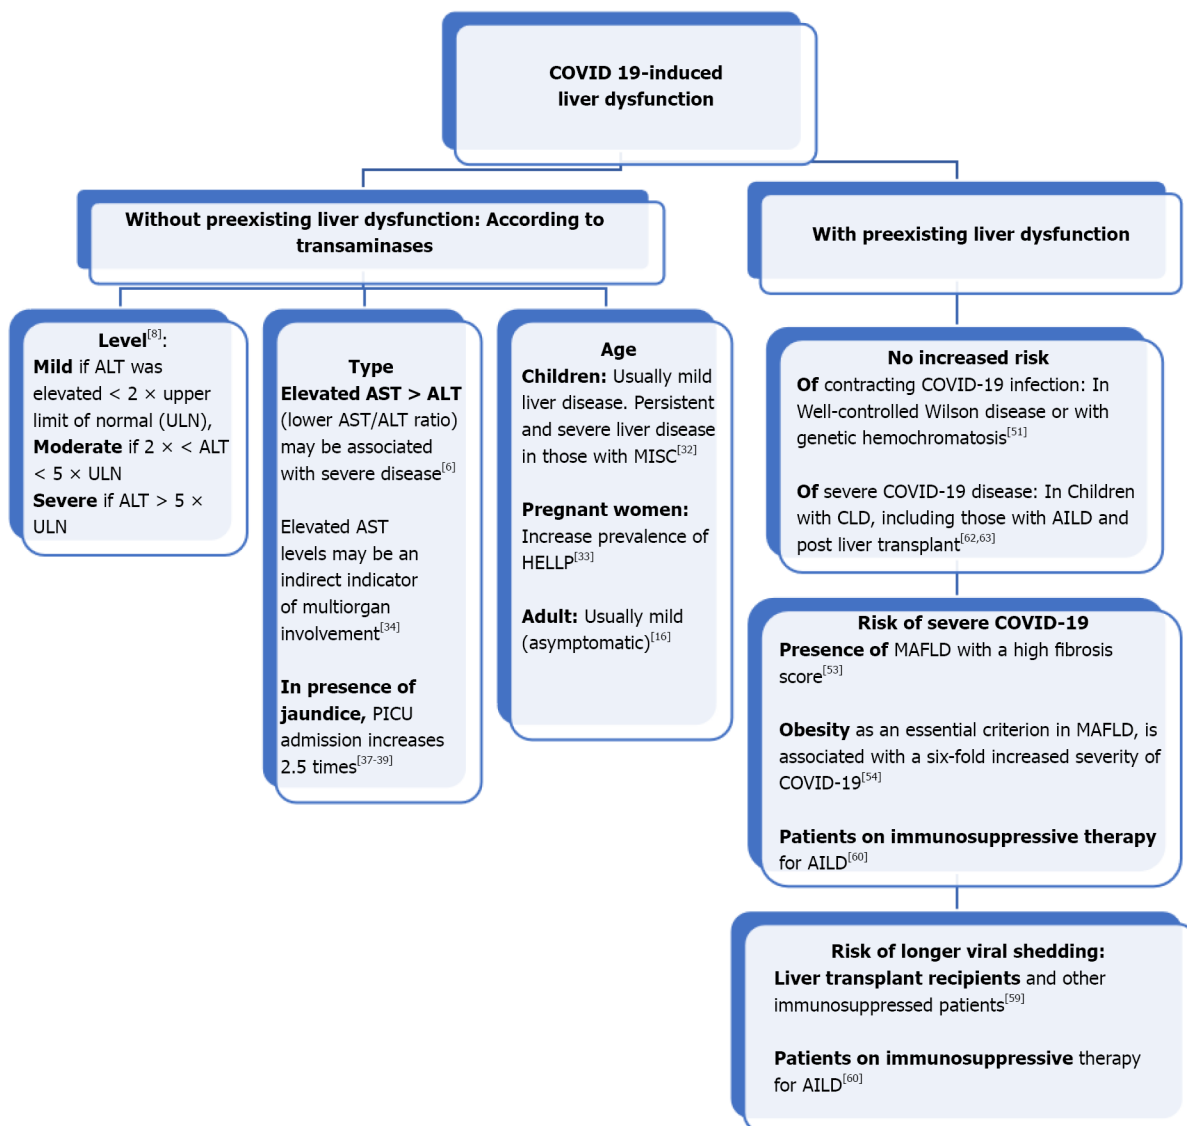 COVID 19-induced
liver dysfunction
Without preexisting liver dysfunction: According to
transaminases
With preexisting liver dysfunction
Level[8]:
Mild if ALT was
elevated < 2 × upper
limit of normal (ULN),
Moderate if 2 × < ALT
< 5 × ULN
Severe if ALT > 5 ×
ULN
Type
Elevated AST > ALT
(lower AST/ALT ratio)
may be associated
with severe disease[6]
Elevated AST
levels may be an
indirect indicator
of multiorgan
involvement[34]
In presence of
jaundice, PICU
admission increases
2.5 times[37-39]
Age
Children: Usually mild
liver disease. Persistent
and severe liver disease
in those with MISC[32]
Pregnant women:
Increase prevalence of
HELLP[33]
Adult: Usually mild
(asymptomatic)[16]
No increased risk
Of contracting COVID-19 infection: In
Well-controlled Wilson disease or with
genetic hemochromatosis[51]
Of severe COVID-19 disease: In Children
with CLD, including those with AILD and
post liver transplant[62,63]
Risk of severe COVID-19
Presence of MAFLD with a high fibrosis
score[53]
Obesity as an essential criterion in MAFLD, is
associated with a six-fold increased severity of
COVID-19[54]
Patients on immunosuppressive therapy
for AILD[60]
Risk of longer viral shedding:
Liver transplant recipients and other
immunosuppressed patients[59]
Patients on immunosuppressive therapy
for AILD[60]